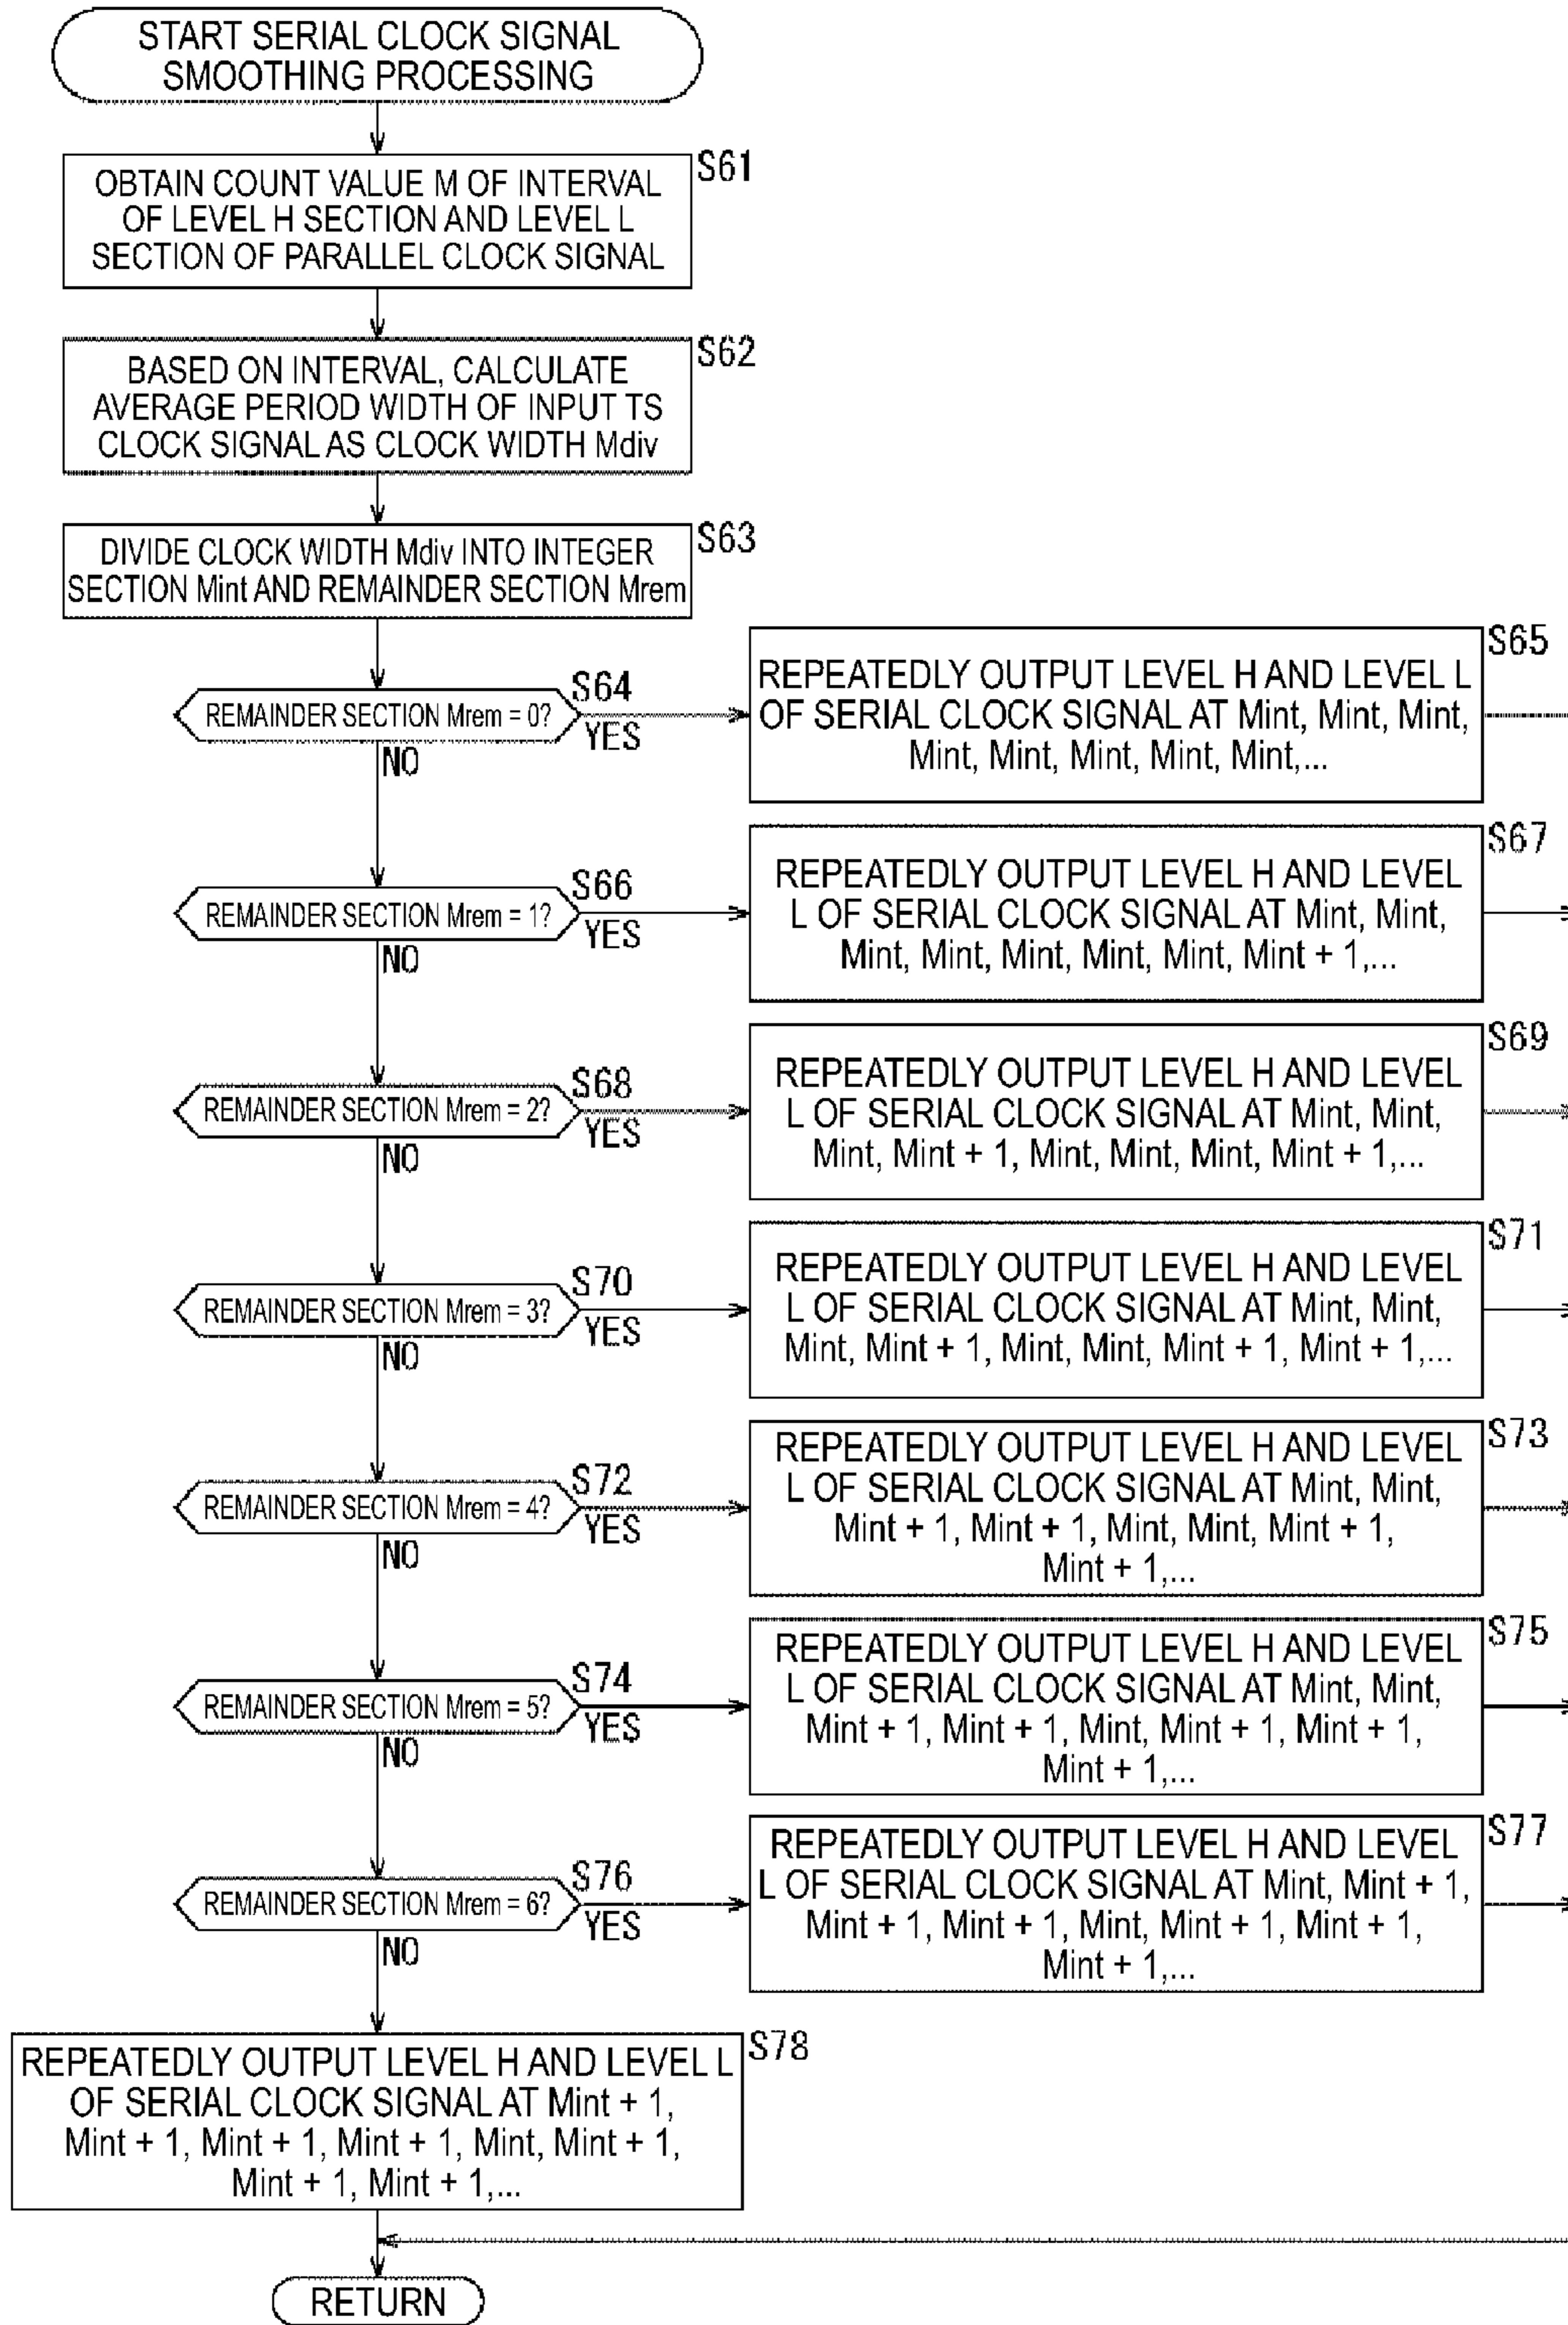 START SERIAL CLOCK SIGNAL
SMOOTHING PROCESSING
S61
OBTAIN COUNT VALUE M OF INTERVAL
OF LEVEL H SECTION AND LEVEL L
SECTION OF PARALLEL CLOCK SIGNAL
S62
BASED ON INTERVAL, CALCULATE
AVERAGE PERIOD WIDTH OF INPUT TS
CLOCK SIGNAL AS CLOCK WIDTH Mdiv
S63
DIVIDE CLOCK WIDTH Mdiv INTO INTEGER
SECTION Mint AND REMAINDER SECTION Mrem
S64
REMAINDER SECTION Mrem = 0?
YES
NO
S65
REPEATEDLY OUTPUT LEVEL H AND LEVEL L
OF SERIAL CLOCK SIGNAL AT Mint, Mint, Mint,
Mint, Mint, Mint, Mint, Mint,...
S66
REMAINDER SECTION Mrem = 1?
YES
NO
S67
REPEATEDLY OUTPUT LEVEL H AND LEVEL
L OF SERIAL CLOCK SIGNAL AT Mint, Mint,
Mint, Mint, Mint, Mint, Mint, Mint + 1,...
S68
REMAINDER SECTION Mrem = 2?
YES
NO
S69
REPEATEDLY OUTPUT LEVEL H AND LEVEL
L OF SERIAL CLOCK SIGNAL AT Mint, Mint,
Mint, Mint + 1, Mint, Mint, Mint, Mint + 1,...
S70
REMAINDER SECTION Mrem = 3?
YES
NO
S71
REPEATEDLY OUTPUT LEVEL H AND LEVEL
L OF SERIAL CLOCK SIGNAL AT Mint, Mint,
Mint, Mint + 1, Mint, Mint, Mint + 1, Mint + 1,...
S72
REMAINDER SECTION Mrem = 4?
YES
NO
S73
REPEATEDLY OUTPUT LEVEL H AND LEVEL
L OF SERIAL CLOCK SIGNAL AT Mint, Mint,
Mint + 1, Mint + 1, Mint, Mint, Mint + 1,
Mint + 1,...
S74
REMAINDER SECTION Mrem = 5?
YES
NO
S75
REPEATEDLY OUTPUT LEVEL H AND LEVEL
L OF SERIAL CLOCK SIGNAL AT Mint, Mint,
Mint + 1, Mint + 1, Mint, Mint + 1, Mint + 1,
Mint + 1,...
S76
REMAINDER SECTION Mrem = 6?
YES
NO
S77
REPEATEDLY OUTPUT LEVEL H AND LEVEL
L OF SERIAL CLOCK SIGNAL AT Mint, Mint + 1,
Mint + 1, Mint + 1, Mint, Mint + 1, Mint + 1,
Mint + 1,...
S78
REPEATEDLY OUTPUT LEVEL H AND LEVEL L
OF SERIAL CLOCK SIGNAL AT Mint + 1,
Mint + 1, Mint + 1, Mint + 1, Mint, Mint + 1,
Mint + 1, Mint + 1,...
RETURN